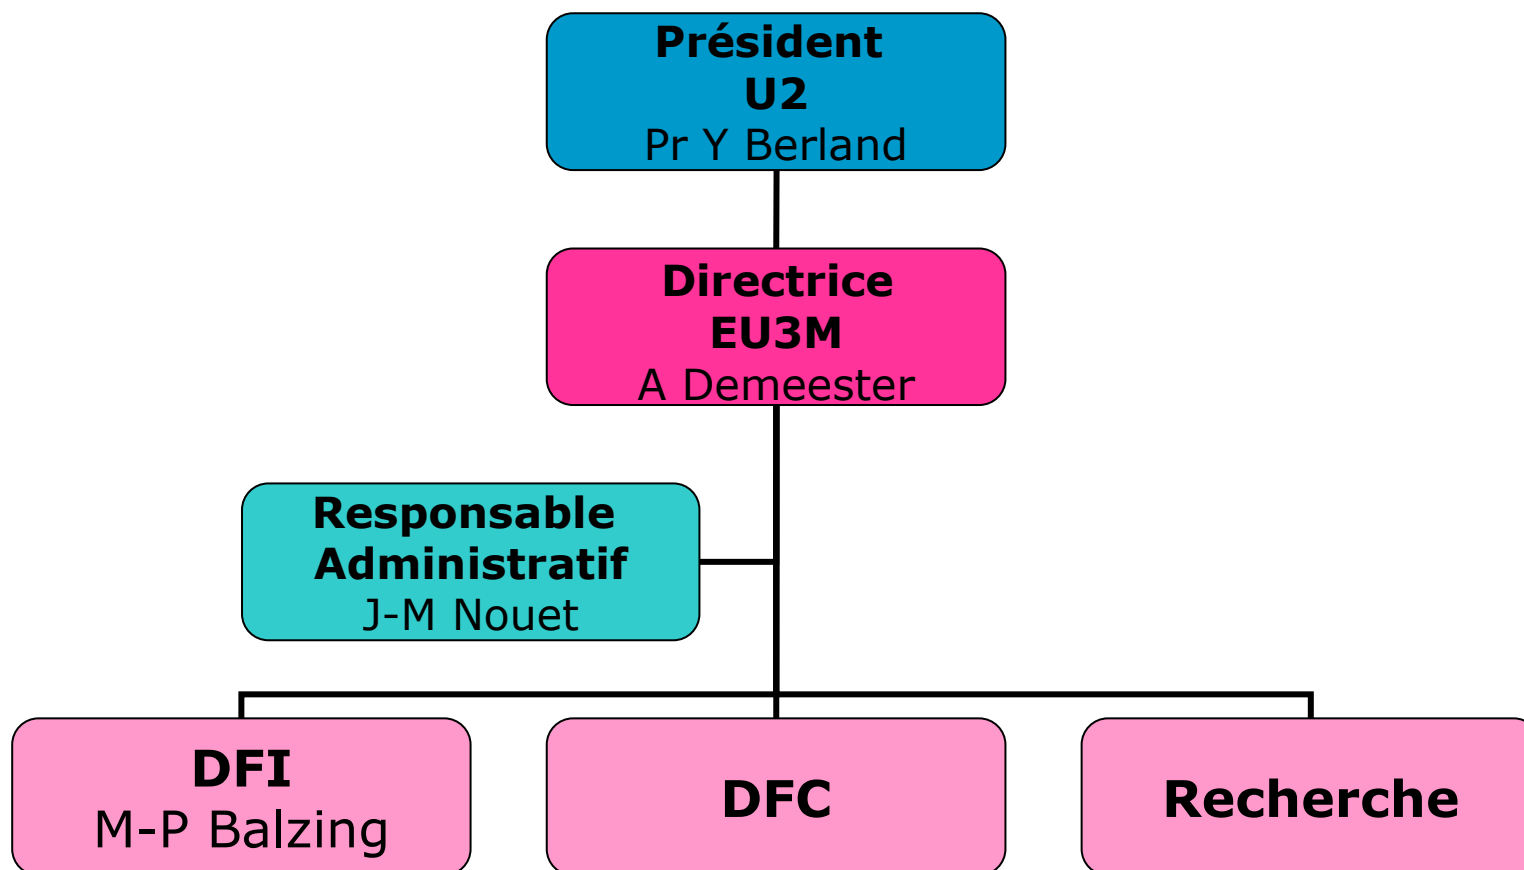 Président
U2
Pr Y Berland
Directrice
EU3M
A Demeester
Responsable
Administratif
J-M Nouet
DFI
M-P Balzing
DFC
Recherche